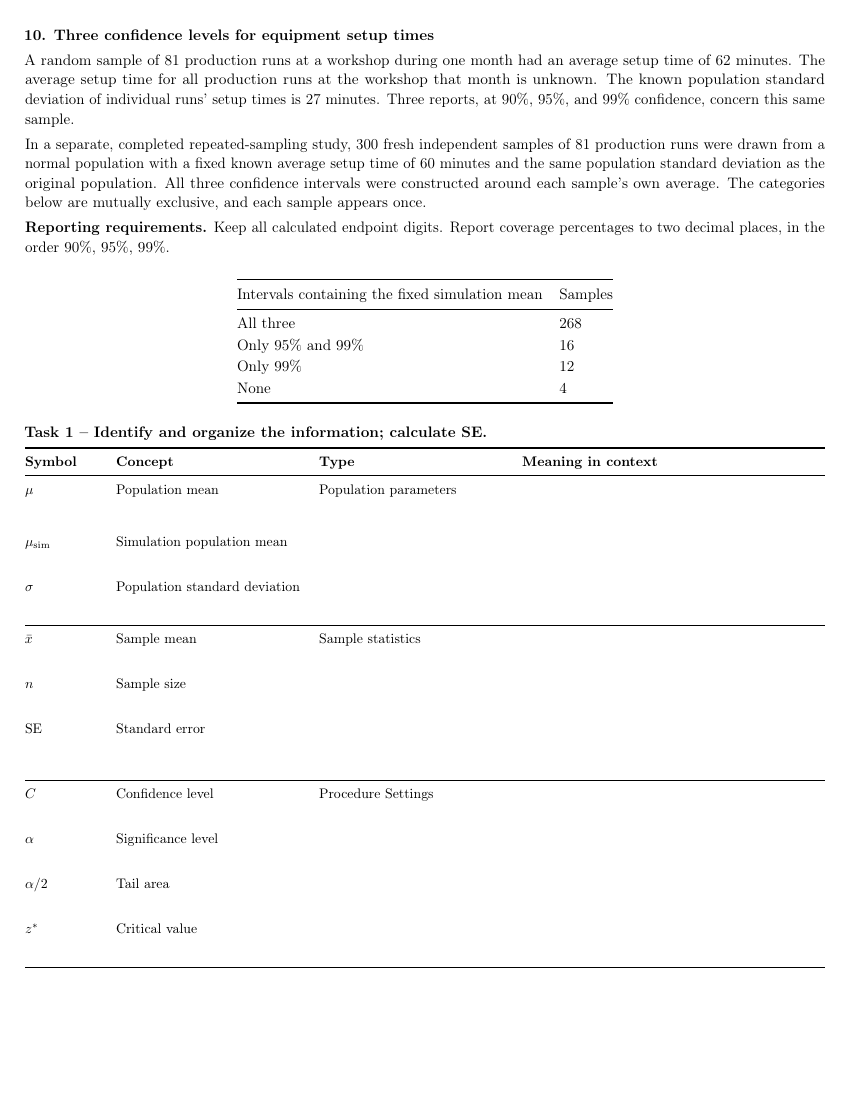 10. Three confidence levels for equipment setup times
A random sample of 81 production runs at a workshop during one month had an average setup time of 62 minutes. The
average setup time for all production runs at the workshop that month is unknown. The known population standard
deviation of individual runs' setup times is 27 minutes. Three reports, at 90%, 95%, and 99% confidence, concern this same
sample.
In a separate, completed repeated-sampling study, 300 fresh independent samples of 81 production runs were drawn from a
normal population with a fixed known average setup time of 60 minutes and the same population standard deviation as the
original population. All three confidence intervals were constructed around each sample's own average. The categories
below are mutually exclusive, and each sample appears once.
Reporting requirements. Keep all calculated endpoint digits. Report coverage percentages to two decimal places, in the
order 90%, 95%, 99%.
Intervals containing the fixed simulation mean Samples
All three 268
Only 95% and 99% 16
Only 99% 12
None 4
Task 1 – Identify and organize the information; calculate SE.
Symbol Concept Type Meaning in context
μ Population mean Population parameters
μsim Simulation population mean
σ Population standard deviation
x̄ Sample mean Sample statistics
n Sample size
SE Standard error
C Confidence level Procedure Settings
α Significance level
α/2 Tail area
z* Critical value